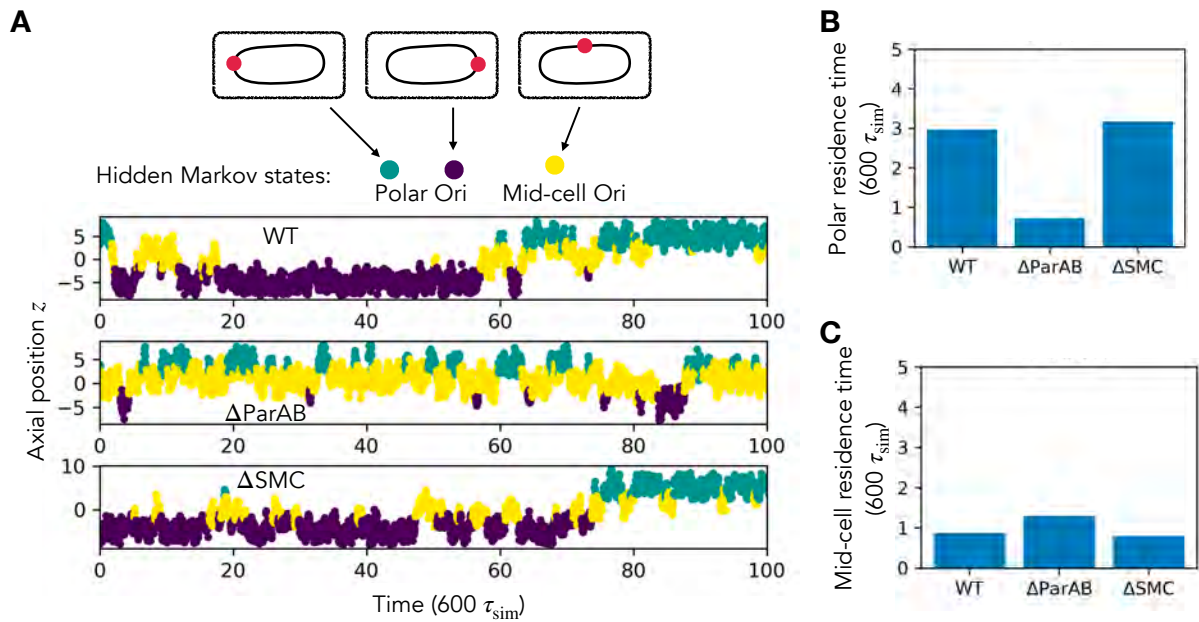 A
Hidden Markov states:
Polar Ori
Mid-cell Ori
Axial position z
WT
5
0
−5
0 20 40 60 80 100
ΔParAB
5
0
−5
0 20 40 60 80 100
ΔSMC
10
0
0 20 40 60 80 100
Time (600 τsim)
B
Polar residence time
(600 τsim)
5
4
3
2
1
0
WT ΔParAB ΔSMC
C
Mid-cell residence time
(600 τsim)
5
4
3
2
1
0
WT ΔParAB ΔSMC